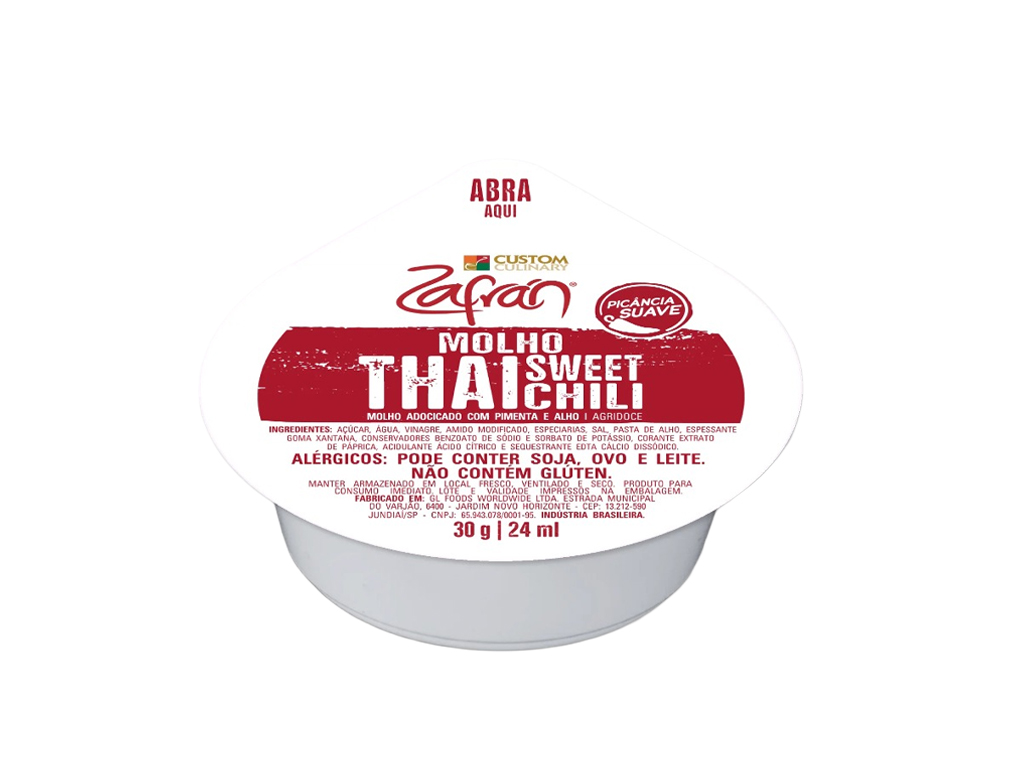 ABRA
AQUI
CUSTOM
CULINARY
Zafrán®
PICÂNCIA
SUAVE
MOLHO
THAI SWEET
CHILI
MOLHO ADOCICADO COM PIMENTA E ALHO | AGRIDOCE
INGREDIENTES: AÇÚCAR, ÁGUA, VINAGRE, AMIDO MODIFICADO, ESPECIARIAS, SAL, PASTA DE ALHO, ESPESSANTE
GOMA XANTANA, CONSERVADORES BENZOATO DE SÓDIO E SORBATO DE POTÁSSIO, CORANTE EXTRATO
DE PÁPRICA, ACIDULANTE ÁCIDO CÍTRICO E SEQUESTRANTE EDTA CÁLCIO DISSÓDICO.
ALÉRGICOS: PODE CONTER SOJA, OVO E LEITE.
NÃO CONTÉM GLÚTEN.
MANTER ARMAZENADO EM LOCAL FRESCO, VENTILADO E SECO. PRODUTO PARA
CONSUMO IMEDIATO. LOTE E VALIDADE IMPRESSOS NA EMBALAGEM.
FABRICADO EM: GL FOODS WORLDWIDE LTDA. ESTRADA MUNICIPAL
DO VARJÃO, 6400 - JARDIM NOVO HORIZONTE - CEP: 13.212-590
JUNDIAÍ/SP - CNPJ: 65.943.078/0001-95. INDÚSTRIA BRASILEIRA.
30 g | 24 ml